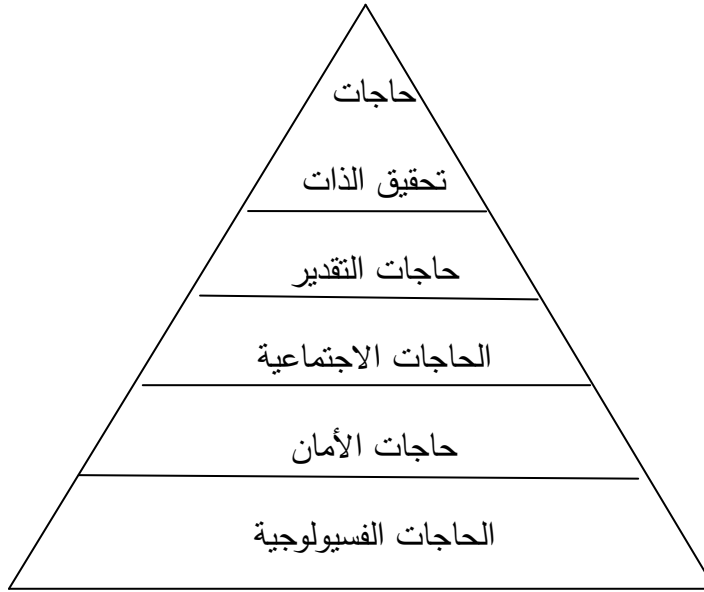 حاجات
تحقيق الذات
حاجات التقدير
الحاجات الاجتماعية
حاجات الأمان
الحاجات الفسيولوجية